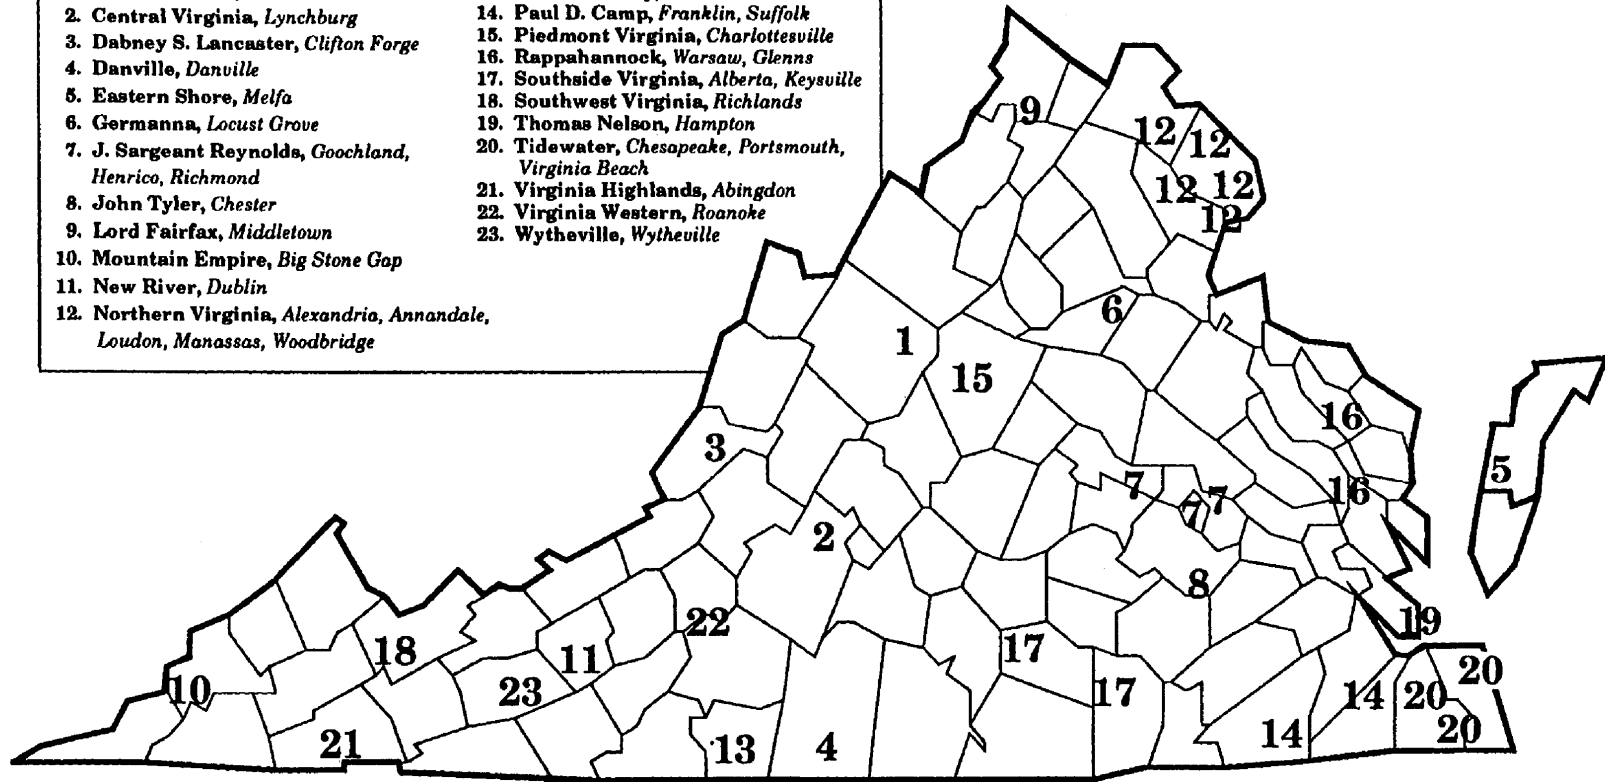 2. Central Virginia, Lynchburg
3. Dabney S. Lancaster, Clifton Forge
4. Danville, Danville
5. Eastern Shore, Melfa
6. Germanna, Locust Grove
7. J. Sargeant Reynolds, Goochland,
Henrico, Richmond
8. John Tyler, Chester
9. Lord Fairfax, Middletown
10. Mountain Empire, Big Stone Gap
11. New River, Dublin
12. Northern Virginia, Alexandria, Annandale,
Loudon, Manassas, Woodbridge
14. Paul D. Camp, Franklin, Suffolk
15. Piedmont Virginia, Charlottesville
16. Rappahannock, Warsaw, Glenns
17. Southside Virginia, Alberta, Keysville
18. Southwest Virginia, Richlands
19. Thomas Nelson, Hampton
20. Tidewater, Chesapeake, Portsmouth,
Virginia Beach
21. Virginia Highlands, Abingdon
22. Virginia Western, Roanoke
23. Wytheville, Wytheville
9
12
12
12
12
12
6
1
15
16
3
5
7
7
16
7
2
8
22
19
18
17
11
20
10
23
17
14
20
20
21
13
4
14